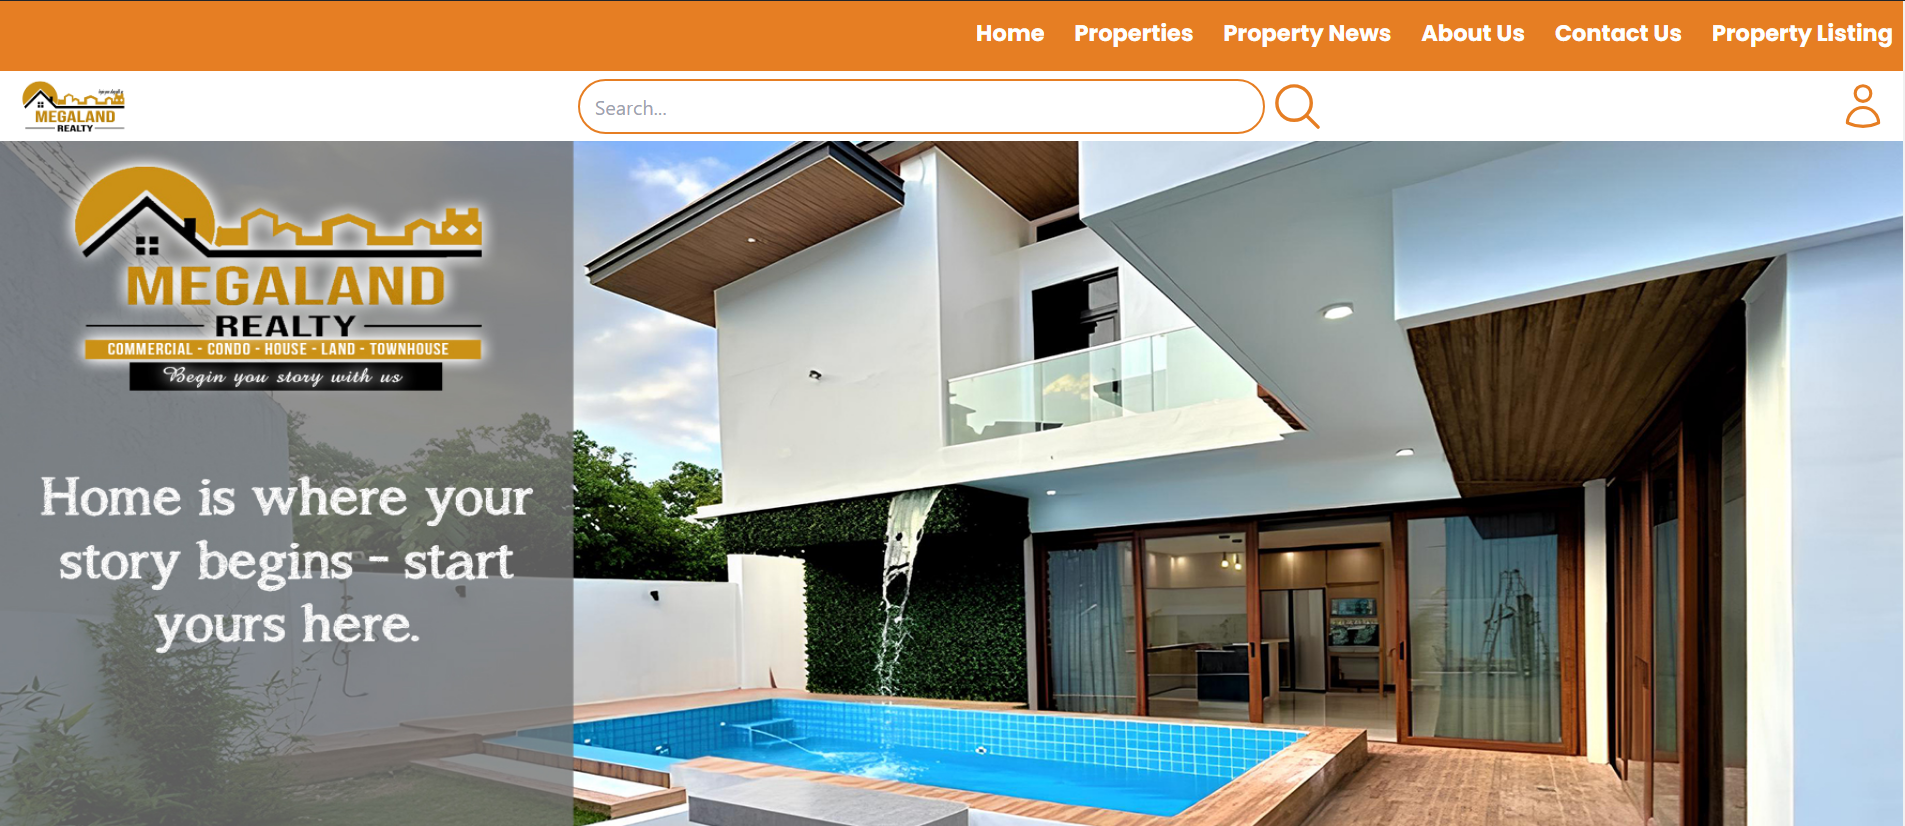 Home Properties Property News About Us Contact Us Property Listing
MEGALAND
REALTY
Search...
MEGALAND
REALTY
COMMERCIAL - CONDO - HOUSE - LAND - TOWNHOUSE
Begin you story with us
Home is where your
story begins - start
yours here.